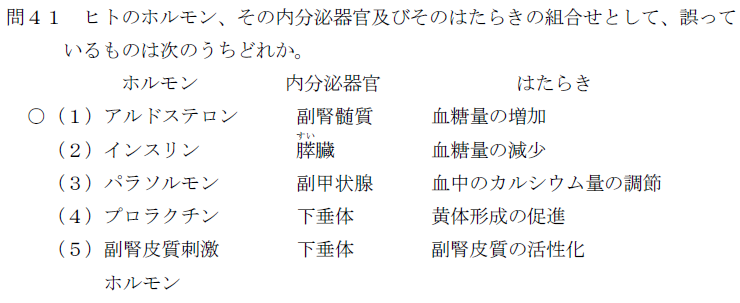 問４１　ヒトのホルモン、その内分泌器官及びそのはたらきの組合せとして、誤って
いるものは次のうちどれか。
ホルモン　内分泌器官　はたらき
○（１）アルドステロン　副腎髄質　血糖量の増加
すい
（２）インスリン　膵臓　血糖量の減少
（３）パラソルモン　副甲状腺　血中のカルシウム量の調節
（４）プロラクチン　下垂体　黄体形成の促進
（５）副腎皮質刺激　下垂体　副腎皮質の活性化
ホルモン